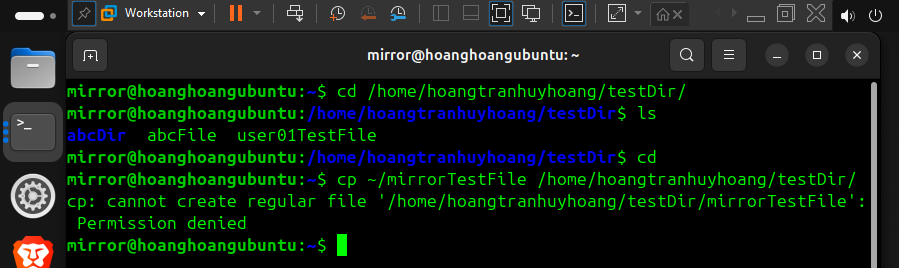 Workstation
mirror@hoanghoangubuntu: ~
mirror@hoanghoangubuntu:~$ cd /home/hoangtranhuyhoang/testDir/
mirror@hoanghoangubuntu:/home/hoangtranhuyhoang/testDir$ ls
abcDir  abcFile  user01TestFile
mirror@hoanghoangubuntu:/home/hoangtranhuyhoang/testDir$ cd
mirror@hoanghoangubuntu:~$ cp ~/mirrorTestFile /home/hoangtranhuyhoang/testDir/
cp: cannot create regular file '/home/hoangtranhuyhoang/testDir/mirrorTestFile':
 Permission denied
mirror@hoanghoangubuntu:~$